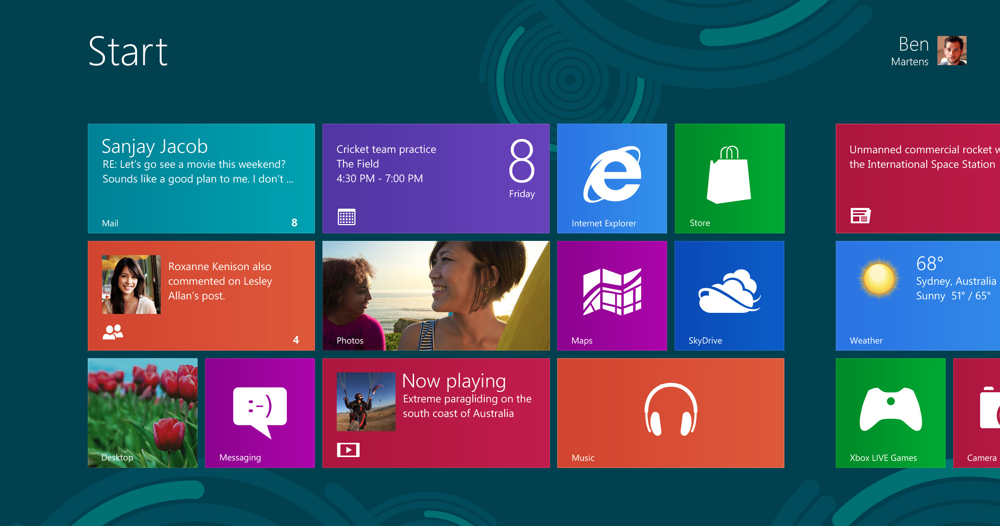 Start
Ben
Martens
Sanjay Jacob
RE: Let’s go see a movie this weekend?
Sounds like a good plan to me. I don’t ...
Mail
8
Cricket team practice
The Field
4:30 PM - 7:00 PM
8
Friday
Internet Explorer
Store
Unmanned commercial rocket w
the International Space Station
Roxanne Kenison also
commented on Lesley
Allan’s post.
4
Photos
Maps
SkyDrive
68°
Sydney, Australia
Sunny 51° / 65°
Weather
Desktop
:-)
Messaging
Now playing
Extreme paragliding on the
south coast of Australia
Music
Xbox LIVE Games
Camera